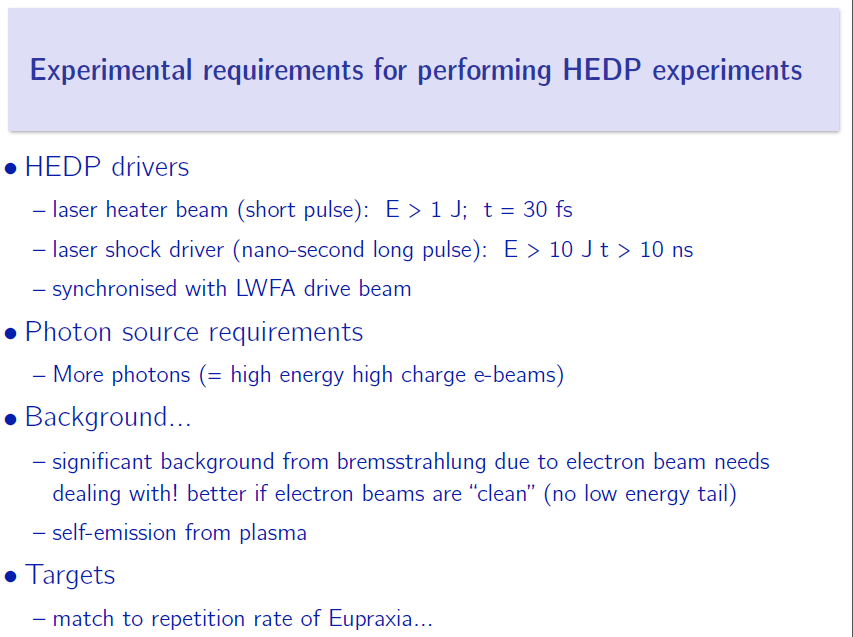 Experimental requirements for performing HEDP experiments
• HEDP drivers
– laser heater beam (short pulse): E > 1 J; t = 30 fs
– laser shock driver (nano-second long pulse): E > 10 J t > 10 ns
– synchronised with LWFA drive beam
• Photon source requirements
– More photons (= high energy high charge e-beams)
• Background...
– significant background from bremsstrahlung due to electron beam needs
dealing with! better if electron beams are “clean” (no low energy tail)
– self-emission from plasma
• Targets
– match to repetition rate of Eupraxia...